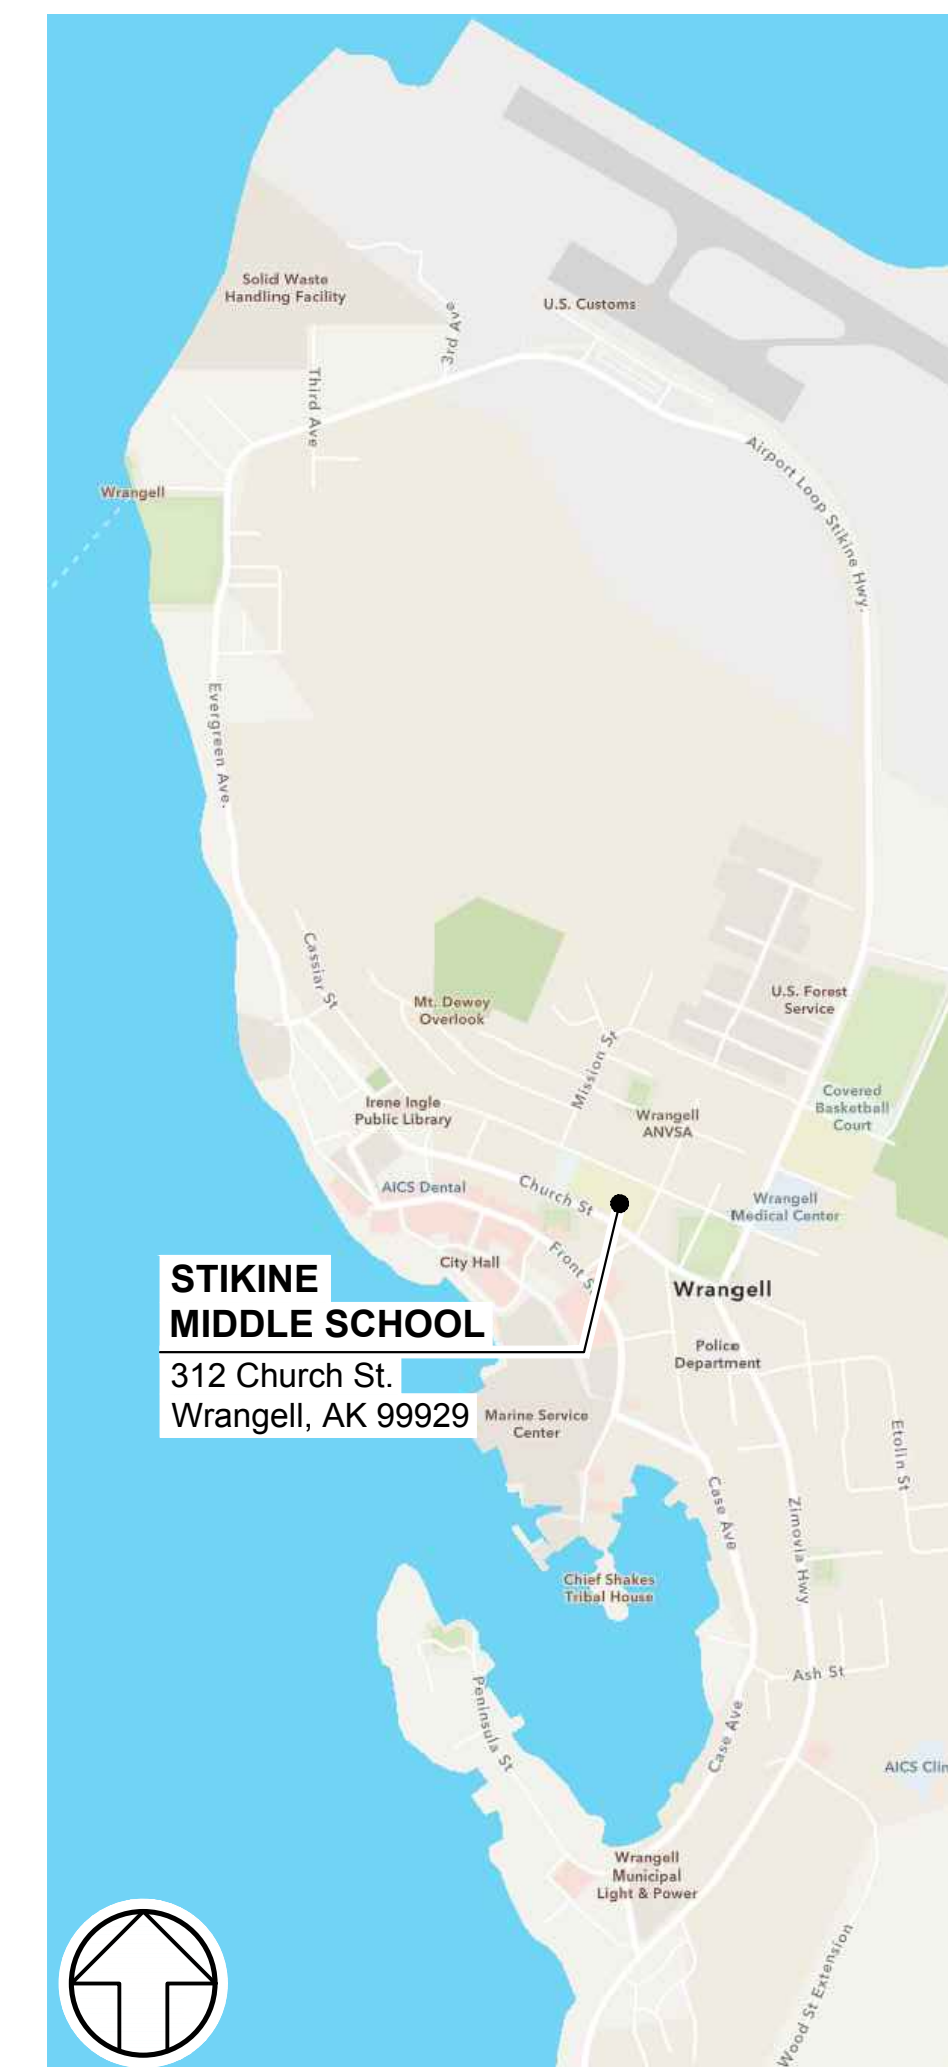 Solid Waste
Handling Facility
U.S. Customs
3rd Ave
Third Ave
Airport Loop Stikine Hwy.
Wrangell
Evergreen Ave.
Cassiar St
Mt. Dewey
Overlook
U.S. Forest
Service
Mission St
Irene Ingle
Public Library
Wrangell
ANVSA
Covered
Basketball
Court
AICS Dental
Church St
Wrangell
Medical Center
City Hall
Front S
Wrangell
STIKINE
MIDDLE SCHOOL
312 Church St.
Wrangell, AK 99929
Police
Department
Marine Service
Center
Etolin St
Case Ave
Zimovia Hwy
Chief Shakes
Tribal House
Ash St
Peninsula St
Case Ave
AICS Clin
Wrangell
Municipal
Light & Power
Wood St Extension